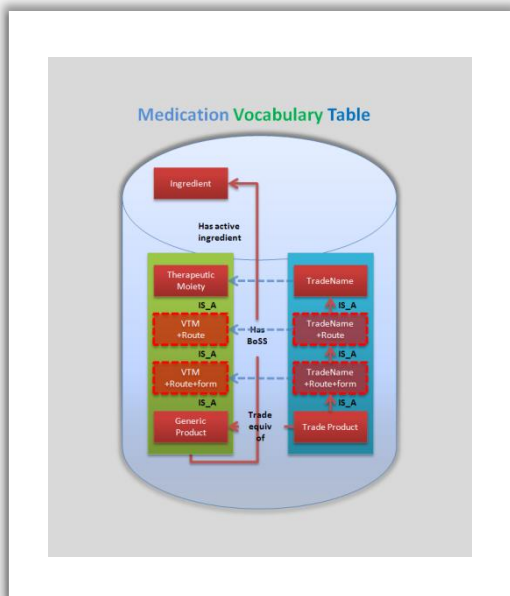 Medication Vocabulary Table
Ingredient
Has active
ingredient
Therapeutic
Moiety
TradeName
IS_A
IS_A
VTM
+Route
Has
BoSS
TradeName
+Route
IS_A
IS_A
VTM
+Route+form
TradeName
+Route+form
IS_A
IS_A
Generic
Product
Trade
equiv
of
Trade Product